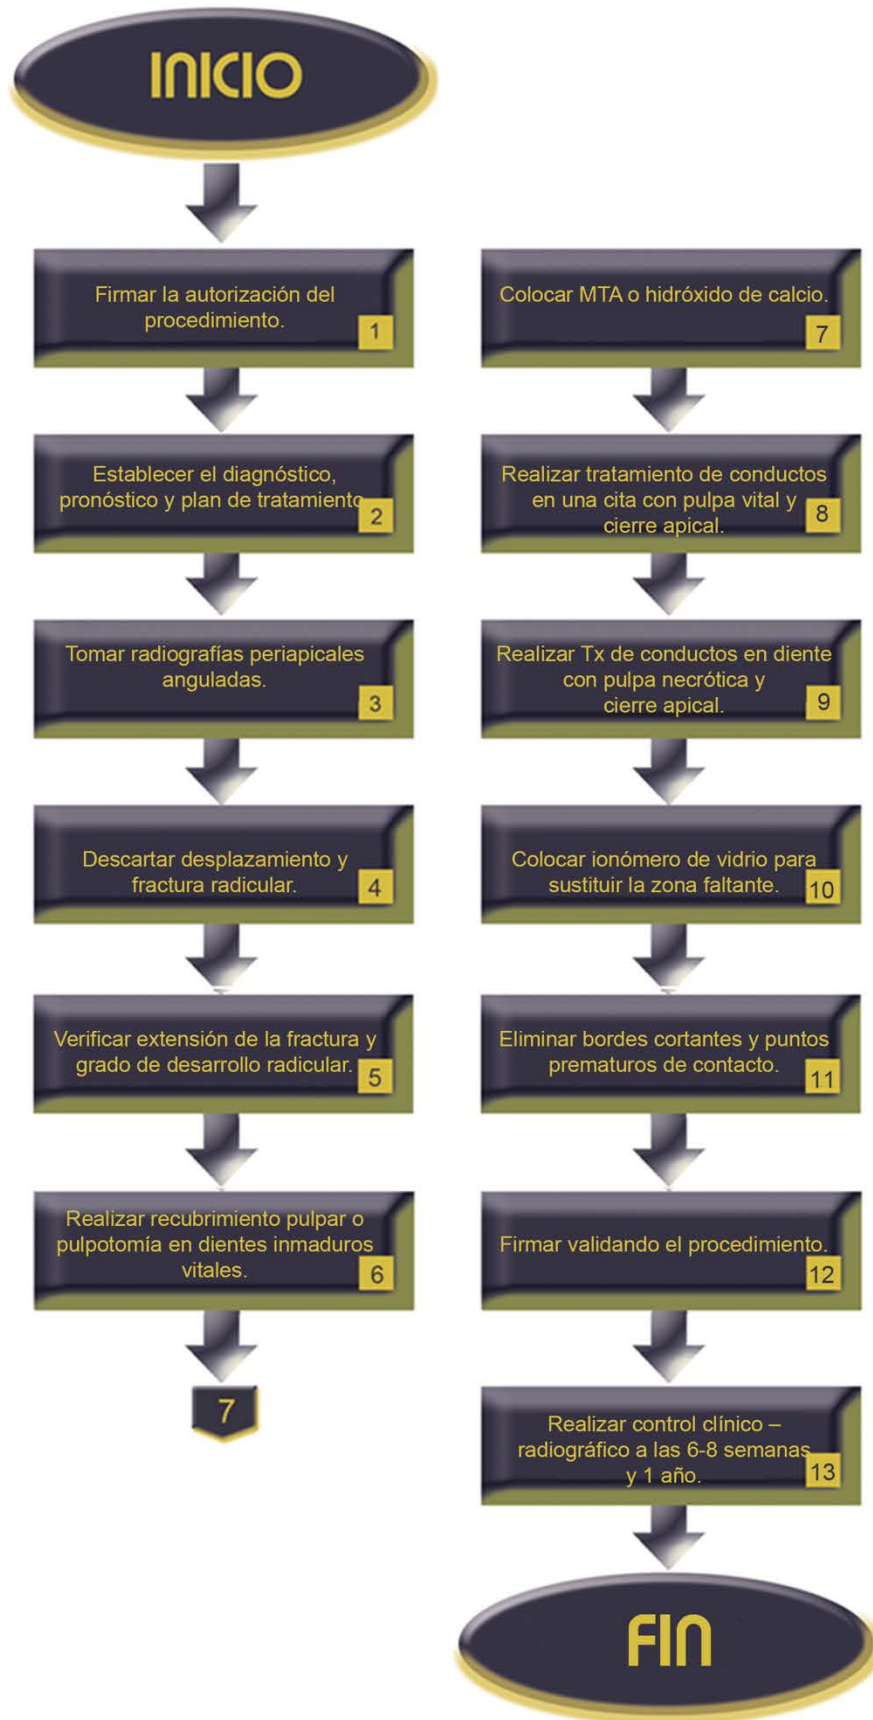 INICIO
Firmar la autorización del
procedimiento.
1
Establecer el diagnóstico,
pronóstico y plan de tratamiento
2
Tomar radiografías periapicales
anguladas.
3
Descartar desplazamiento y
fractura radicular.
4
Verificar extensión de la fractura y
grado de desarrollo radicular.
5
Realizar recubrimiento pulpar o
pulpotomía en dientes inmaduros
vitales.
6
7
Colocar MTA o hidróxido de calcio.
7
Realizar tratamiento de conductos
en una cita con pulpa vital y
cierre apical.
8
Realizar Tx de conductos en diente
con pulpa necrótica y
cierre apical.
9
Colocar ionómero de vidrio para
sustituir la zona faltante.
10
Eliminar bordes cortantes y puntos
prematuros de contacto.
11
Firmar validando el procedimiento.
12
Realizar control clínico –
radiográfico a las 6-8 semanas
y 1 año.
13
FIN